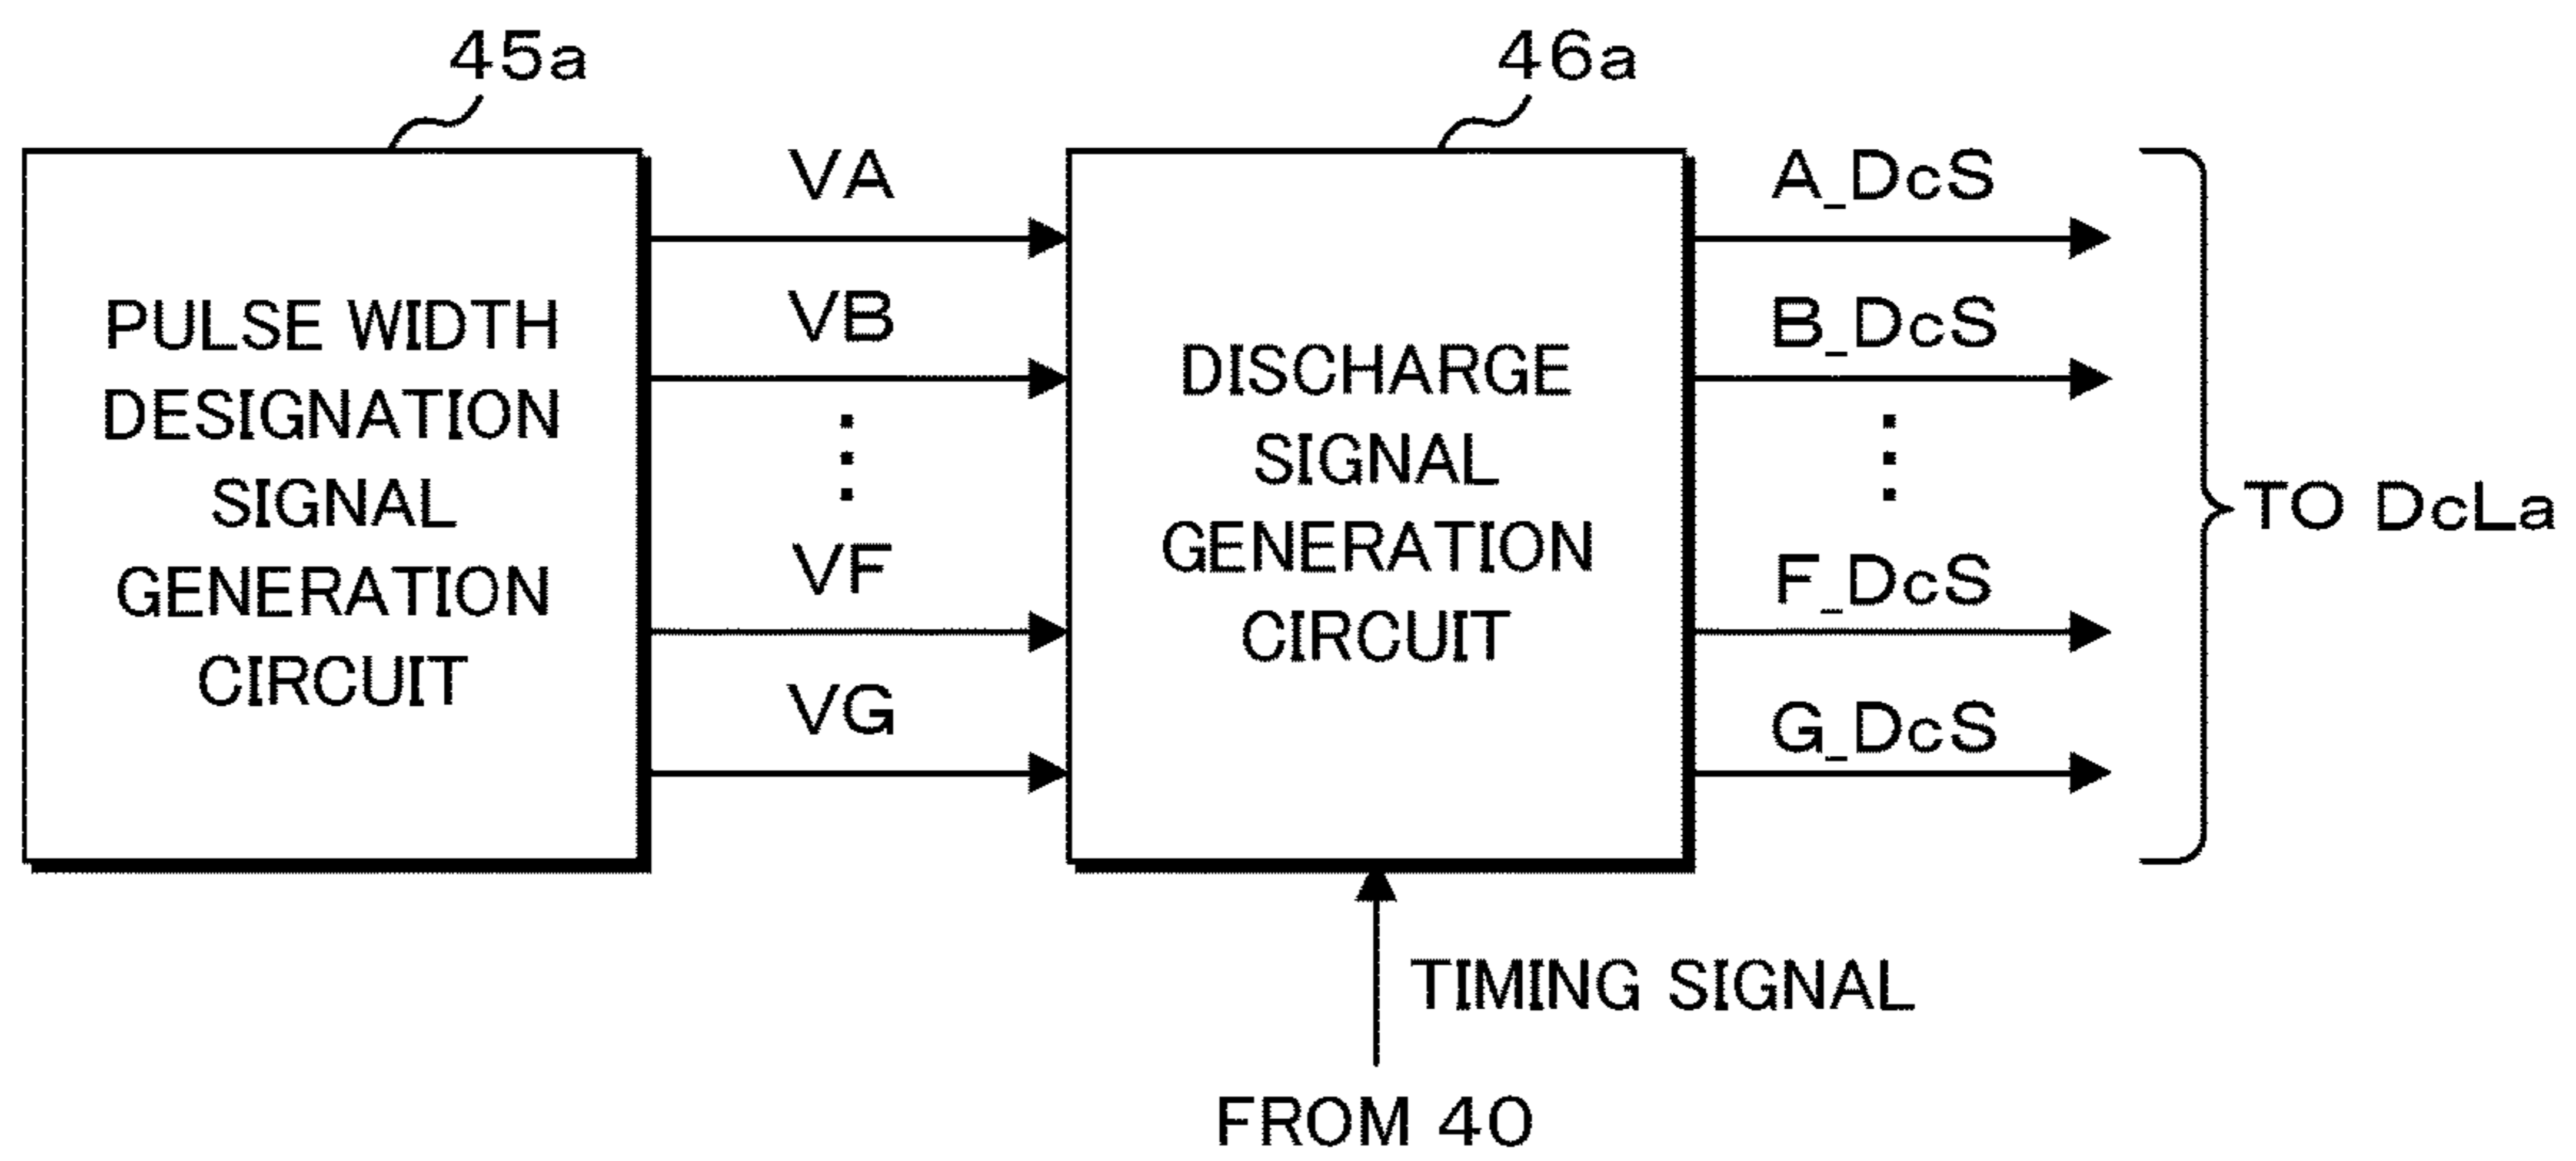 45a
46a
PULSE WIDTH
DESIGNATION
SIGNAL
GENERATION
CIRCUIT
VA
VB
VF
VG
DISCHARGE
SIGNAL
GENERATION
CIRCUIT
A_DcS
B_DcS
F_DcS
G_DcS
TO DcLa
TIMING SIGNAL
FROM 40